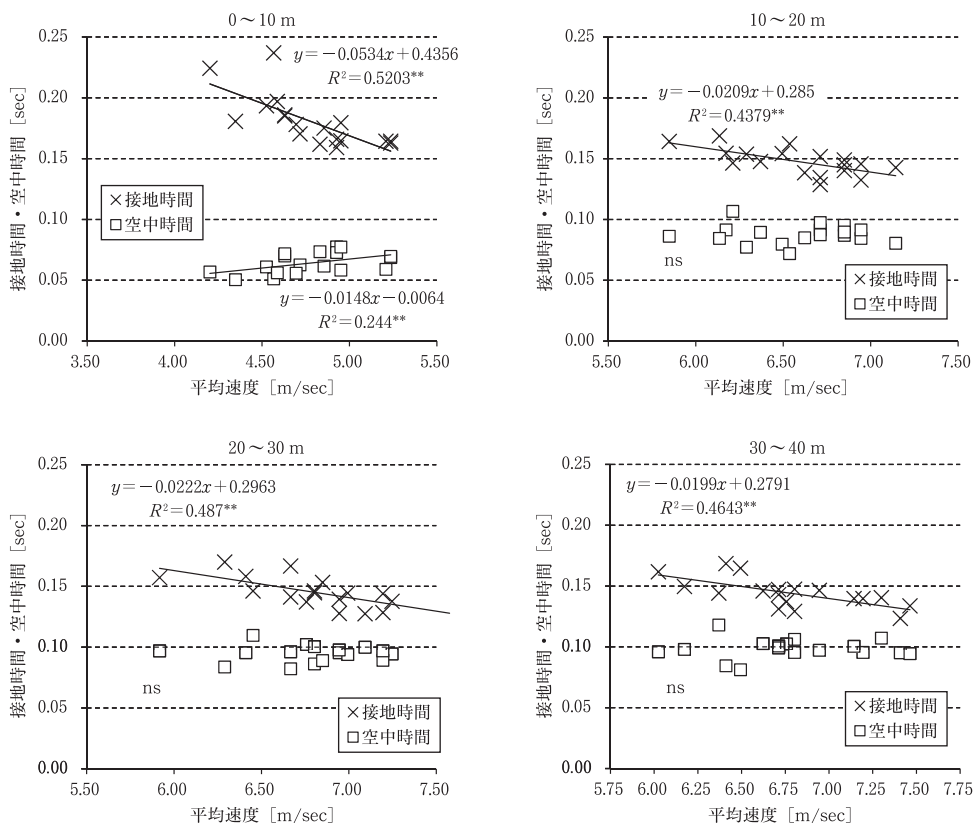 0～10 m
接地時間・空中時間 [sec]
0.25
0.20
0.15
0.10
0.05
0.00
y=−0.0534x+0.4356
R²=0.5203**
×接地時間
□空中時間
y=−0.0148x−0.0064
R²=0.244**
3.50 4.00 4.50 5.00 5.50
平均速度 [m/sec]
10～20 m
接地時間・空中時間 [sec]
0.25
0.20
0.15
0.10
0.05
0.00
y=−0.0209x+0.285
R²=0.4379**
ns
×接地時間
□空中時間
5.50 6.00 6.50 7.00 7.50
平均速度 [m/sec]
20～30 m
接地時間・空中時間 [sec]
0.25
0.20
0.15
0.10
0.05
0.00
y=−0.0222x+0.2963
R²=0.487**
ns
×接地時間
□空中時間
5.50 6.00 6.50 7.00 7.50
平均速度 [m/sec]
30～40 m
接地時間・空中時間 [sec]
0.25
0.20
0.15
0.10
0.05
0.00
y=−0.0199x+0.2791
R²=0.4643**
ns
×接地時間
□空中時間
5.75 6.00 6.25 6.50 6.75 7.00 7.25 7.50 7.75
平均速度 [m/sec]